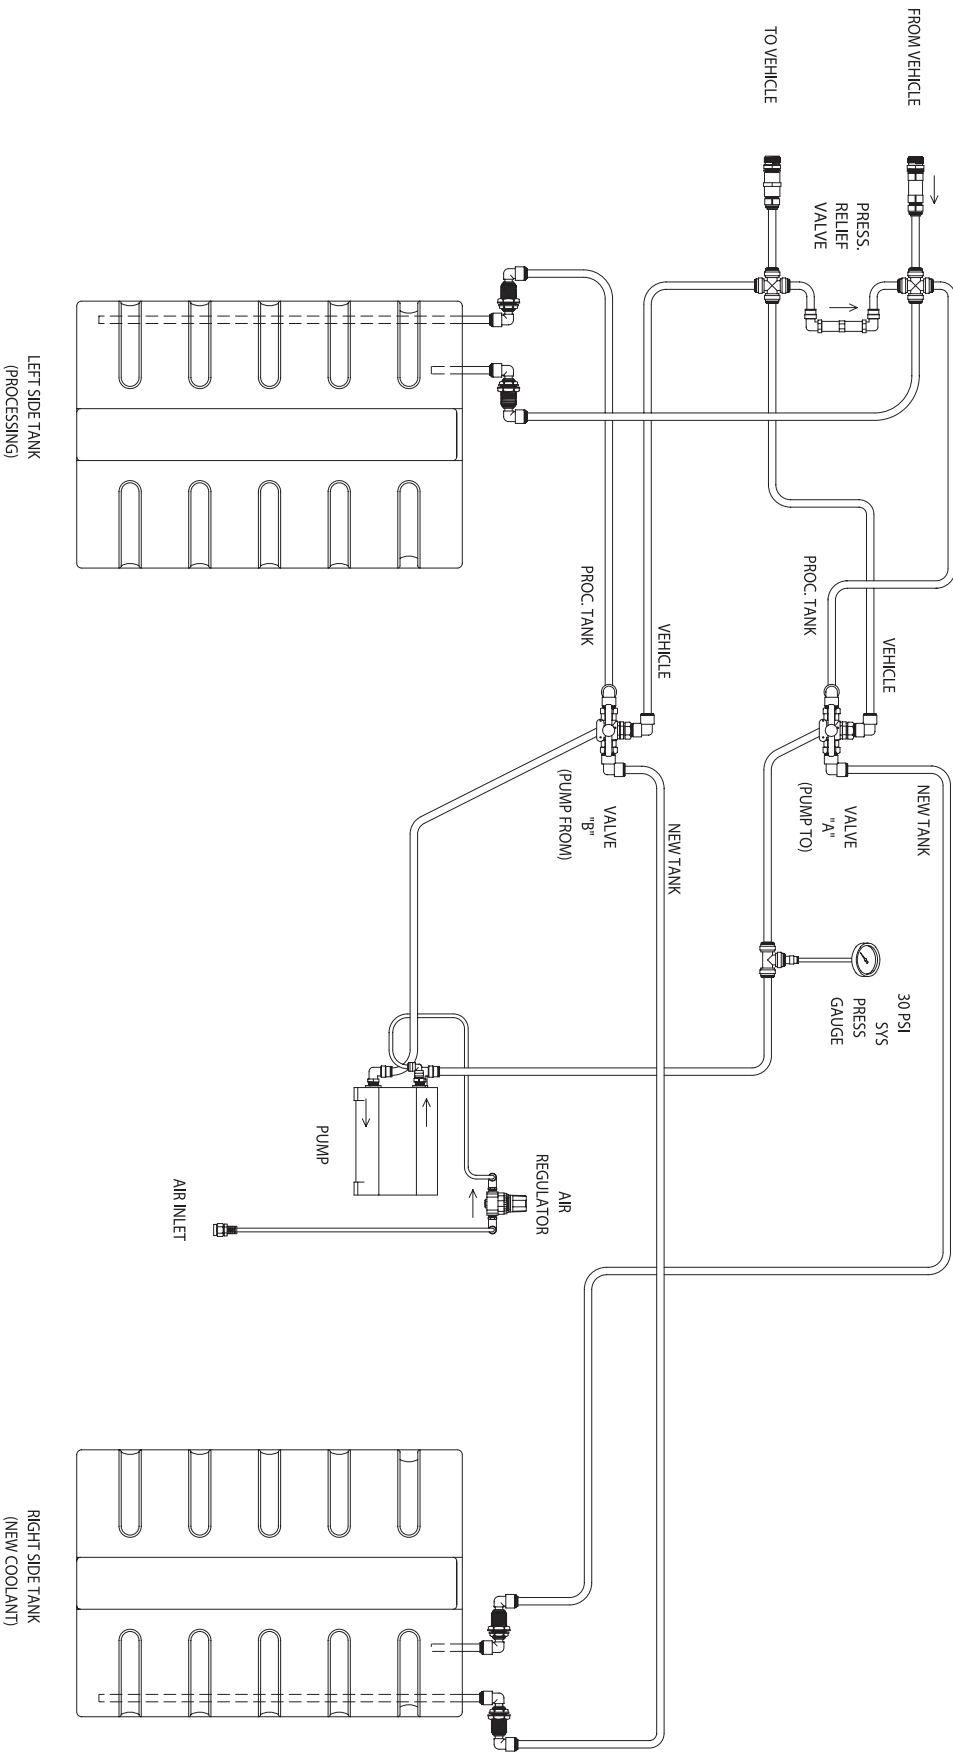 FROM VEHICLE
TO VEHICLE
PRESS.
RELIEF
VALVE
LEFT SIDE TANK
(PROCESSING)
PROC. TANK
VEHICLE
PROC. TANK
VEHICLE
VALVE
"B"
(PUMP FROM)
NEW TANK
VALVE
"A"
(PUMP TO)
NEW TANK
30 PSI
SYS
PRESS
GAUGE
PUMP
AIR
REGULATOR
AIR INLET
RIGHT SIDE TANK
(NEW COOLANT)